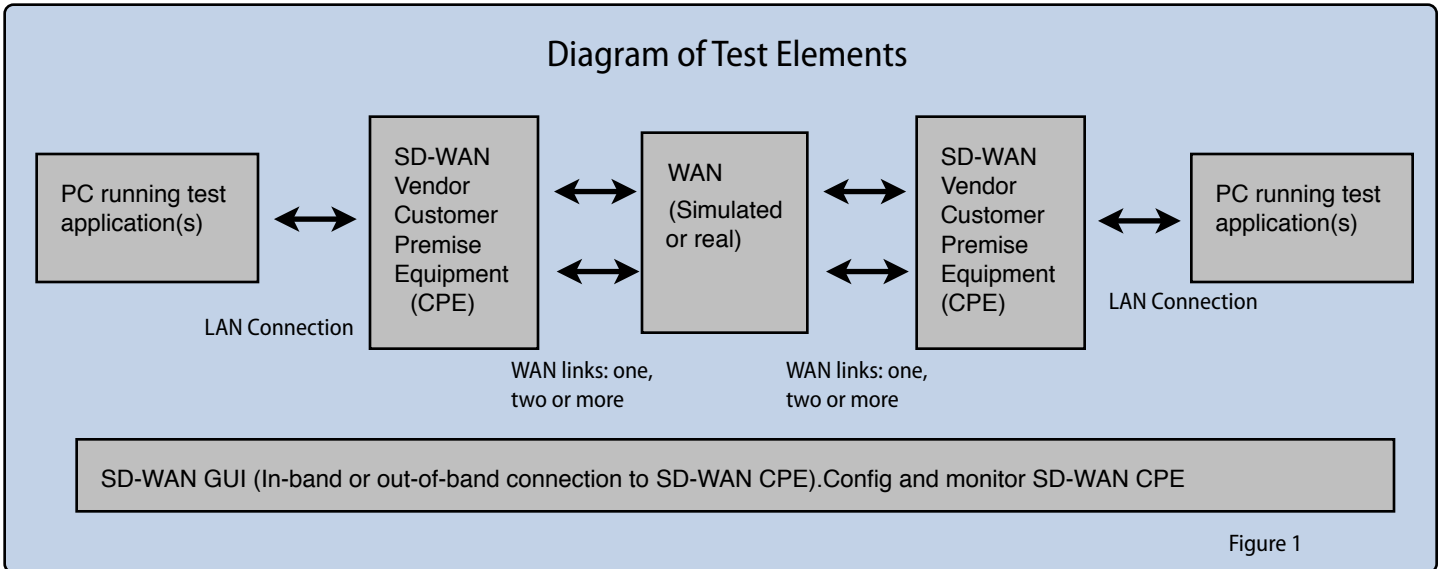 Diagram of Test Elements
PC running test
application(s)
LAN Connection
SD-WAN
Vendor
Customer
Premise
Equipment
(CPE)
WAN links: one,
two or more
WAN
(Simulated
or real)
WAN links: one,
two or more
SD-WAN
Vendor
Customer
Premise
Equipment
(CPE)
LAN Connection
PC running test
application(s)
SD-WAN GUI (In-band or out-of-band connection to SD-WAN CPE).Config and monitor SD-WAN CPE
Figure 1